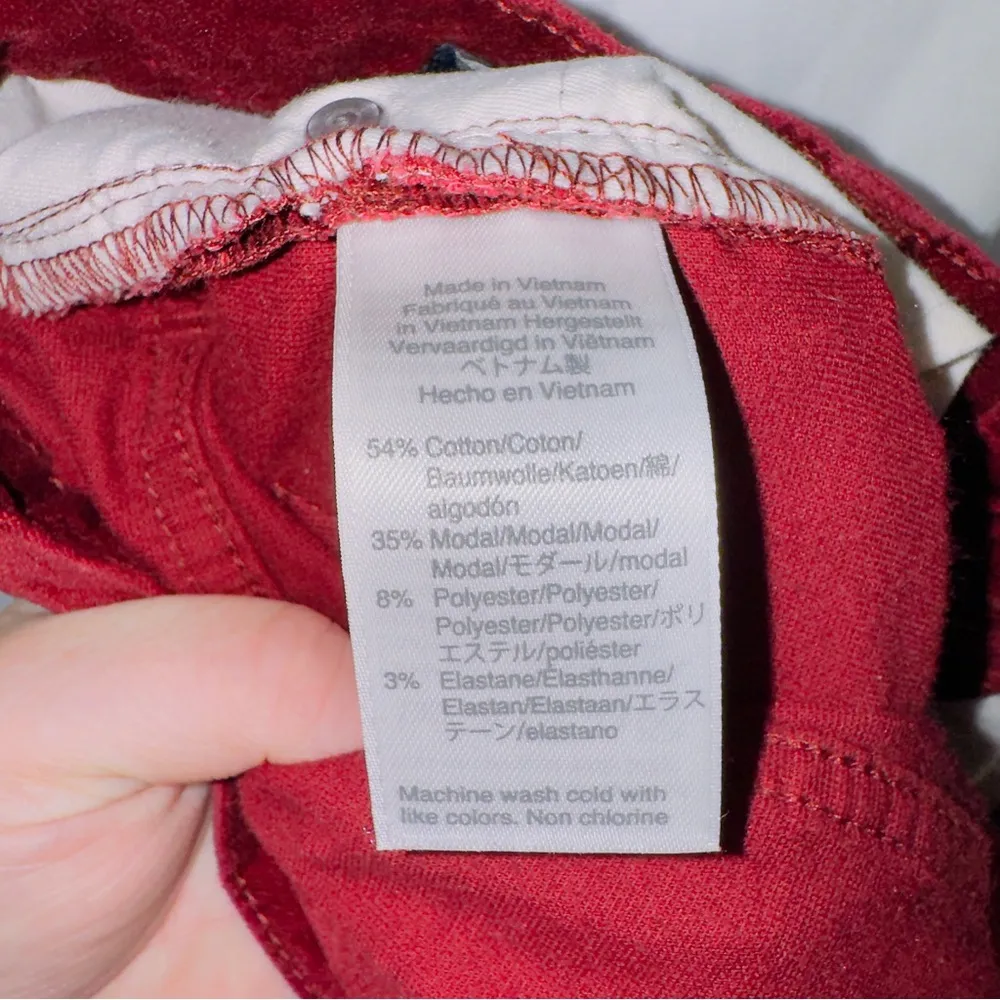 Made in Vietnam
Fabriqué au Vietnam
in Vietnam Hergestellt
Vervaardigd in Viëtnam
ベトナム製
Hecho en Vietnam
54% Cotton/Coton/
Baumwolle/Katoen/綿/
algodón
35% Modal/Modal/Modal/
Modal/モダール/modal
8% Polyester/Polyester/
Polyester/Polyester/ポリ
エステル/poliéster
3% Elastane/Élasthanne/
Elastan/Elastaan/エラス
テーン/elastano
Machine wash cold with
like colors. Non chlorine